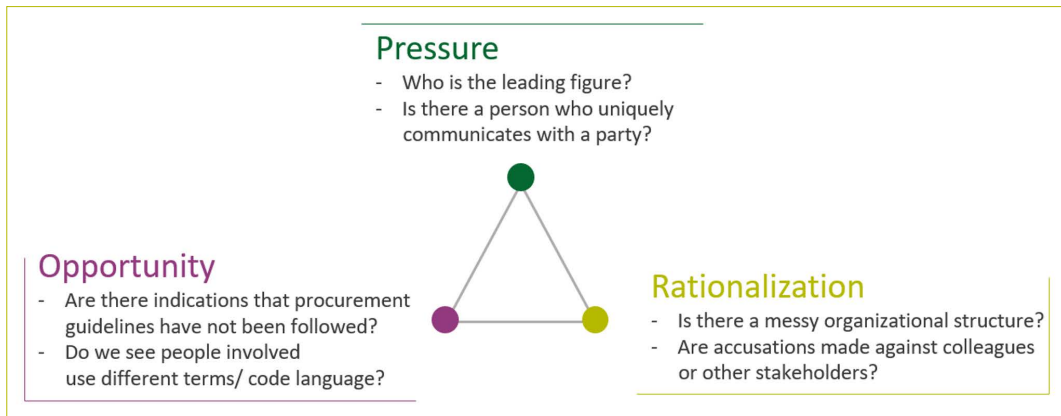 Pressure
- Who is the leading figure?
- Is there a person who uniquely
communicates with a party?
Opportunity
- Are there indications that procurement
guidelines have not been followed?
- Do we see people involved
use different terms/ code language?
Rationalization
- Is there a messy organizational structure?
- Are accusations made against colleagues
or other stakeholders?